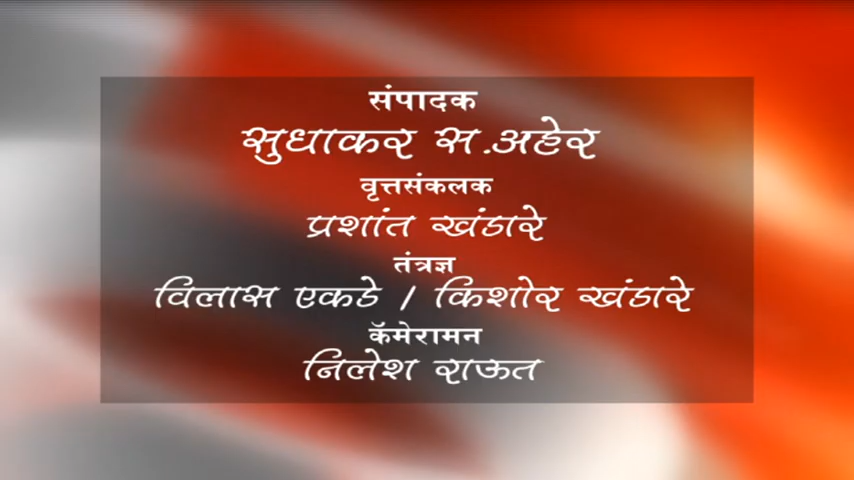 संपादक
सुधाकर स.अहेर
वृत्तसंकलक
प्रशांत खंडारे
तंत्रज्ञ
विलास एकडे / किशोर खंडारे
कॅमेरामन
निलेश राऊत